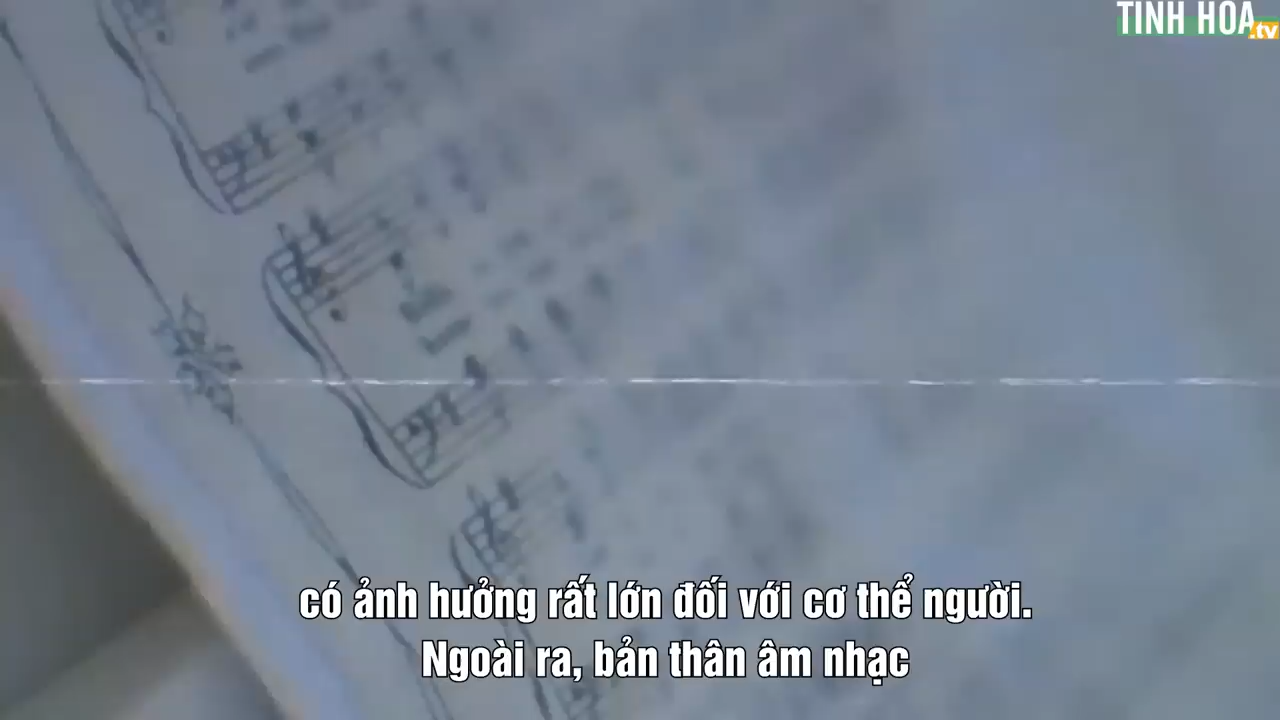 TINH HOA
.tv
có ảnh hưởng rất lớn đối với cơ thể người.
Ngoài ra, bản thân âm nhạc